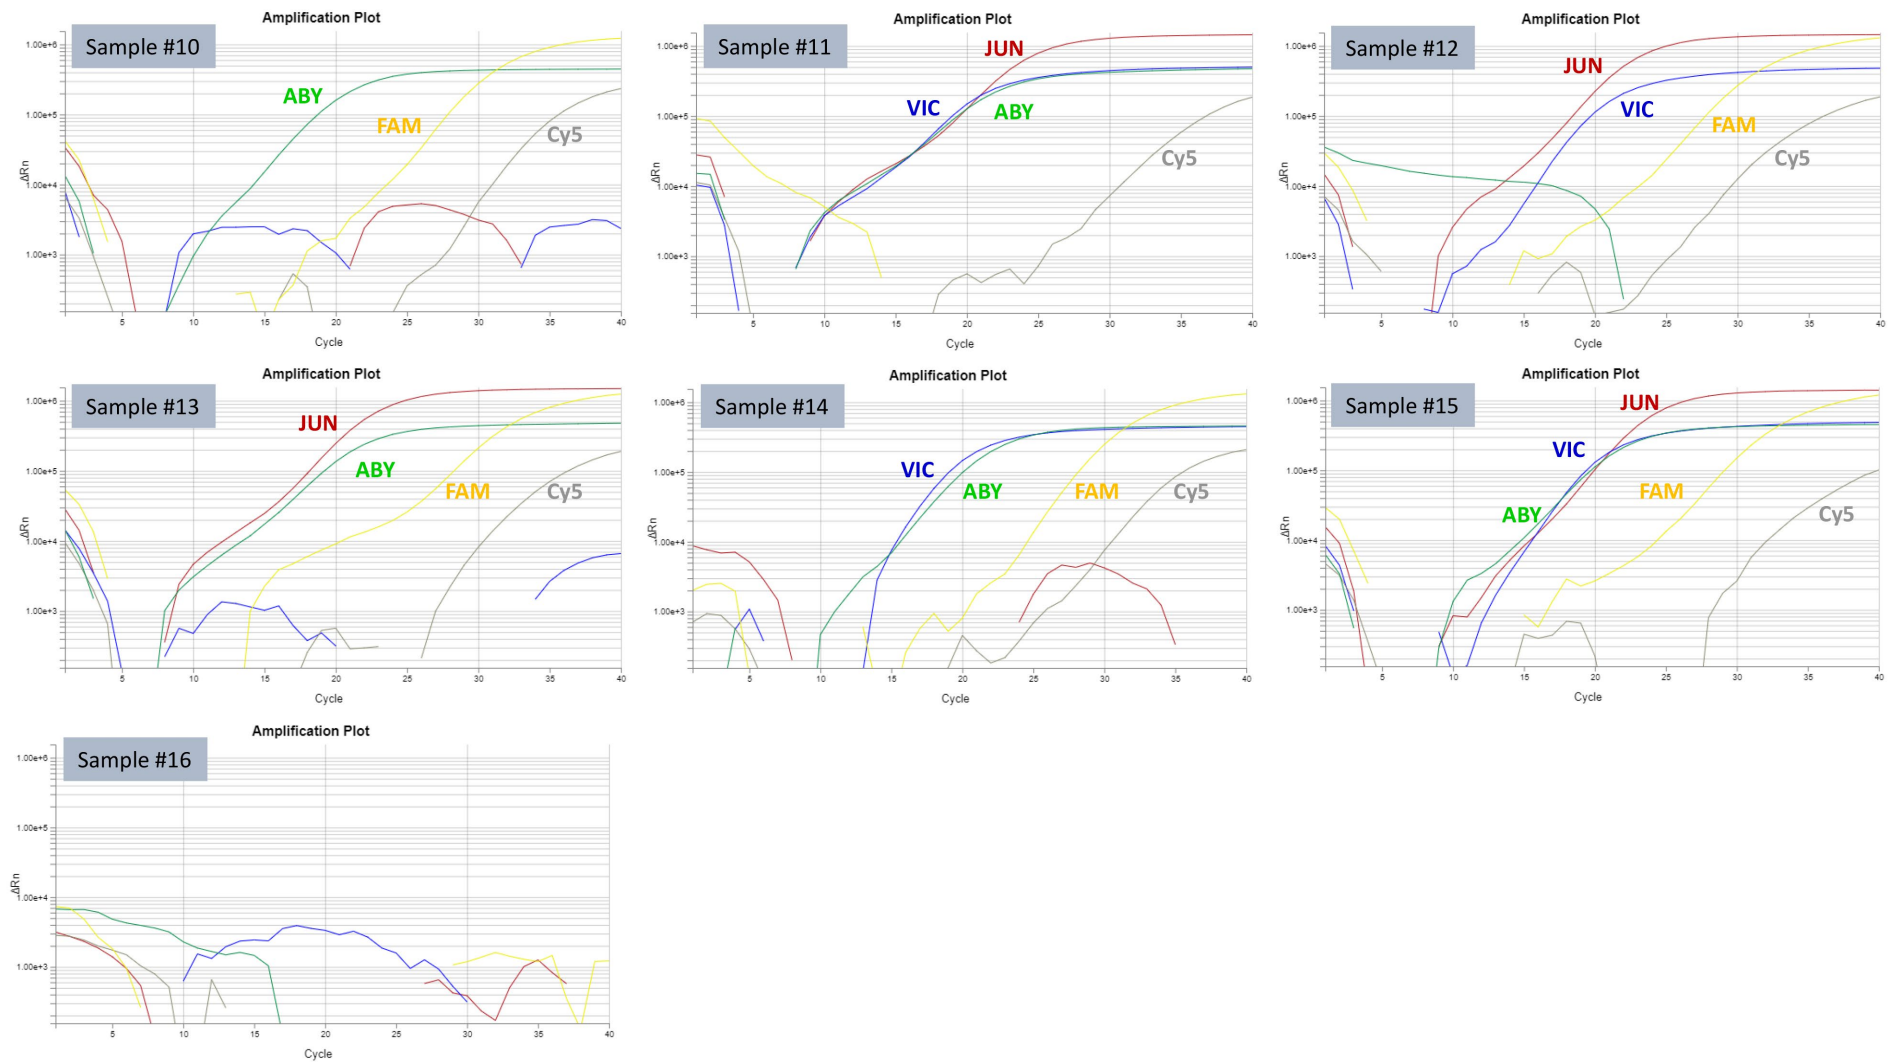 Amplification Plot
Sample #10
1.00e+6
1.00e+5
1.00e+4
1.00e+3
ΔRn
ABY
FAM
Cy5
5 10 15 20 25 30 35 40
Cycle
Amplification Plot
Sample #11
1.00e+6
1.00e+5
1.00e+4
1.00e+3
ΔRn
JUN
VIC
ABY
Cy5
5 10 15 20 25 30 35 40
Cycle
Amplification Plot
Sample #12
1.00e+6
1.00e+5
1.00e+4
1.00e+3
ΔRn
JUN
VIC
FAM
Cy5
5 10 15 20 25 30 35 40
Cycle
Amplification Plot
Sample #13
1.00e+6
1.00e+5
1.00e+4
1.00e+3
ΔRn
JUN
ABY
FAM
Cy5
5 10 15 20 25 30 35 40
Cycle
Amplification Plot
Sample #14
1.00e+6
1.00e+5
1.00e+4
1.00e+3
ΔRn
VIC
ABY
FAM
Cy5
5 10 15 20 25 30 35 40
Cycle
Amplification Plot
Sample #15
1.00e+6
1.00e+5
1.00e+4
1.00e+3
ΔRn
JUN
VIC
ABY
FAM
Cy5
5 10 15 20 25 30 35 40
Cycle
Amplification Plot
Sample #16
1.00e+6
1.00e+5
1.00e+4
1.00e+3
ΔRn
5 10 15 20 25 30 35 40
Cycle